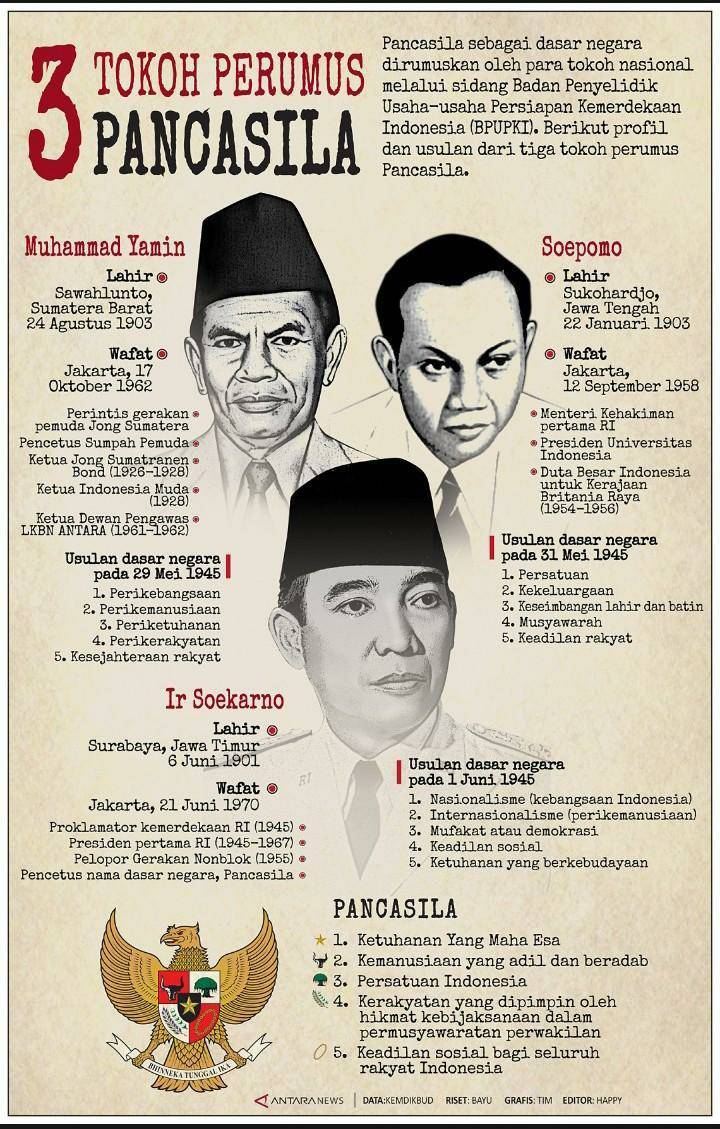 3 TOKOH PERUMUS
PANCASILA
Pancasila sebagai dasar negara
dirumuskan oleh para tokoh nasional
melalui sidang Badan Penyelidik
Usaha-usaha Persiapan Kemerdekaan
Indonesia (BPUPKI). Berikut profil
dan usulan dari tiga tokoh perumus
Pancasila.
Muhammad Yamin
Lahir
Sawahlunto,
Sumatera Barat
24 Agustus 1903
Wafat
Jakarta, 17
Oktober 1962
Perintis gerakan
pemuda Jong Sumatera
Pencetus Sumpah Pemuda
Ketua Jong Sumatranen
Bond (1926-1928)
Ketua Indonesia Muda
(1928)
Ketua Dewan Pengawas
LKBN ANTARA (1961-1962)
Usulan dasar negara
pada 29 Mei 1945
1. Perikebangsaan
2. Perikemanusiaan
3. Periketuhanan
4. Perikerakyatan
5. Kesejahteraan rakyat
Soepomo
Lahir
Sukohardjo,
Jawa Tengah
22 Januari 1903
Wafat
Jakarta,
12 September 1958
Menteri Kehakiman
pertama RI
Presiden Universitas
Indonesia
Duta Besar Indonesia
untuk Kerajaan
Britania Raya
(1954-1956)
Usulan dasar negara
pada 31 Mei 1945
1. Persatuan
2. Kekeluargaan
3. Keseimbangan lahir dan batin
4. Musyawarah
5. Keadilan rakyat
Ir Soekarno
Lahir
Surabaya, Jawa Timur
6 Juni 1901
Wafat
Jakarta, 21 Juni 1970
Proklamator kemerdekaan RI (1945)
Presiden pertama RI (1945-1967)
Pelopor Gerakan Nonblok (1955)
Pencetus nama dasar negara, Pancasila
RI
Usulan dasar negara
pada 1 Juni 1945
1. Nasionalisme (kebangsaan Indonesia)
2. Internasionalisme (perikemanusiaan)
3. Mufakat atau demokrasi
4. Keadilan sosial
5. Ketuhanan yang berkebudayaan
PANCASILA
1. Ketuhanan Yang Maha Esa
2. Kemanusiaan yang adil dan beradab
3. Persatuan Indonesia
4. Kerakyatan yang dipimpin oleh
hikmat kebijaksanaan dalam
permusyawaratan perwakilan
5. Keadilan sosial bagi seluruh
rakyat Indonesia
BHINNEKA TUNGGAL IKA
ANTARANEWS | DATA:KEMDIKBUD RISET: BAYU GRAFIS: TIM EDITOR: HAPPY